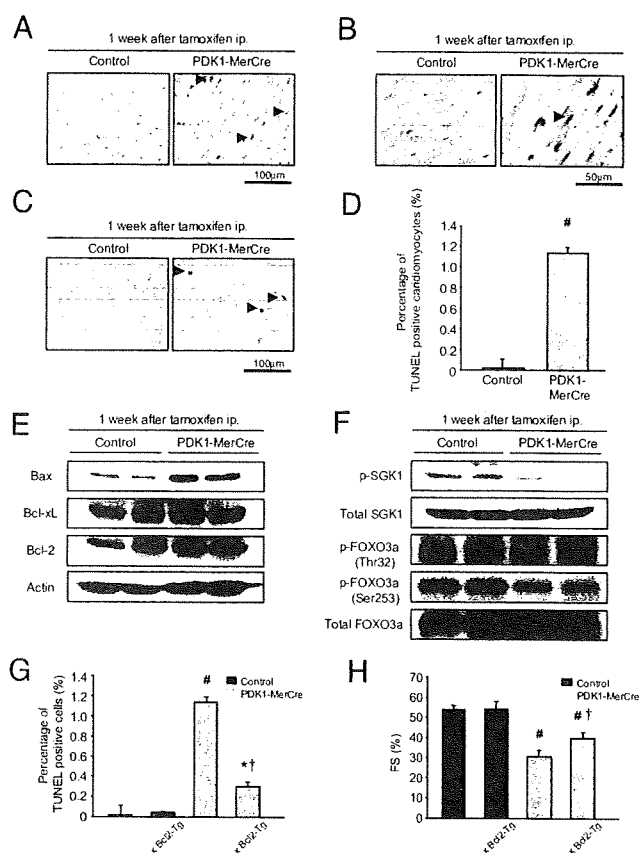 A
1 week after tamoxifen ip.
Control PDK1-MerCre
100μm
B
1 week after tamoxifen ip.
Control PDK1-MerCre
50μm
C
1 week after tamoxifen ip.
Control PDK1-MerCre
100μm
D
Percentage of
TUNEL positive cardiomyocytes (%)
1.4
1.2
1.0
0.8
0.6
0.4
0.2
0
#
Control PDK1-
MerCre
E
1 week after tamoxifen ip.
Control PDK1-MerCre
Bax
Bcl-xL
Bcl-2
Actin
F
1 week after tamoxifen ip.
Control PDK1-MerCre
p-SGK1
Total SGK1
p-FOXO3a
(Thr32)
p-FOXO3a
(Ser253)
Total FOXO3a
G
Percentage of
TUNEL positive cells (%)
1.4
1.2
1.0
0.8
0.6
0.4
0.2
0
#
*†
Control
PDK1-MerCre
x Bcl2-Tg
x Bcl2-Tg
H
FS (%)
70
60
50
40
30
20
10
0
#
# †
Control
PDK1-MerCre
x Bcl2-Tg
x Bcl2-Tg